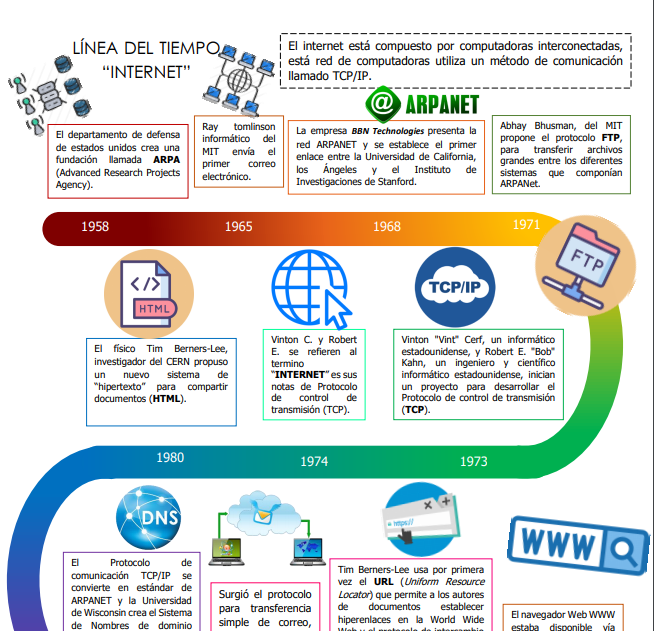 LÍNEA DEL TIEMPO
“INTERNET”
El internet está compuesto por computadoras interconectadas,
está red de computadoras utiliza un método de comunicación
llamado TCP/IP.
@ ARPANET
El departamento de defensa
de estados unidos crea una
fundación llamada ARPA
(Advanced Research Projects
Agency).
Ray tomlinson
informático del
MIT envía el
primer correo
electrónico.
La empresa BBN Technologies presenta la
red ARPANET y se establece el primer
enlace entre la Universidad de California,
los Ángeles y el Instituto de
Investigaciones de Stanford.
Abhay Bhusman, del MIT
propone el protocolo FTP,
para transferir archivos
grandes entre los diferentes
sistemas que componían
ARPANet.
1958
1965
1968
1971
FTP
</>
HTML
TCP/IP
El físico Tim Berners-Lee,
investigador del CERN propuso
un nuevo sistema de
“hipertexto” para compartir
documentos (HTML).
Vinton C. y Robert
E. se refieren al
termino
“INTERNET” es sus
notas de Protocolo
de control de
transmisión (TCP).
Vinton "Vint" Cerf, un informático
estadounidense, y Robert E. "Bob"
Kahn, un ingeniero y científico
informático estadounidense, inician
un proyecto para desarrollar el
Protocolo de control de transmisión
(TCP).
1980
1974
1973
DNS
https://
WWW
El Protocolo de
comunicación TCP/IP se
convierte en estándar de
ARPANET y la Universidad
de Wisconsin crea el Sistema
de Nombres de dominio
Surgió el protocolo
para transferencia
simple de correo,
Tim Berners-Lee usa por primera
vez el URL (Uniform Resource
Locator) que permite a los autores
de documentos establecer
hiperenlaces en la World Wide
Web y el protocolo de intercambio
El navegador Web WWW
estaba disponible vía